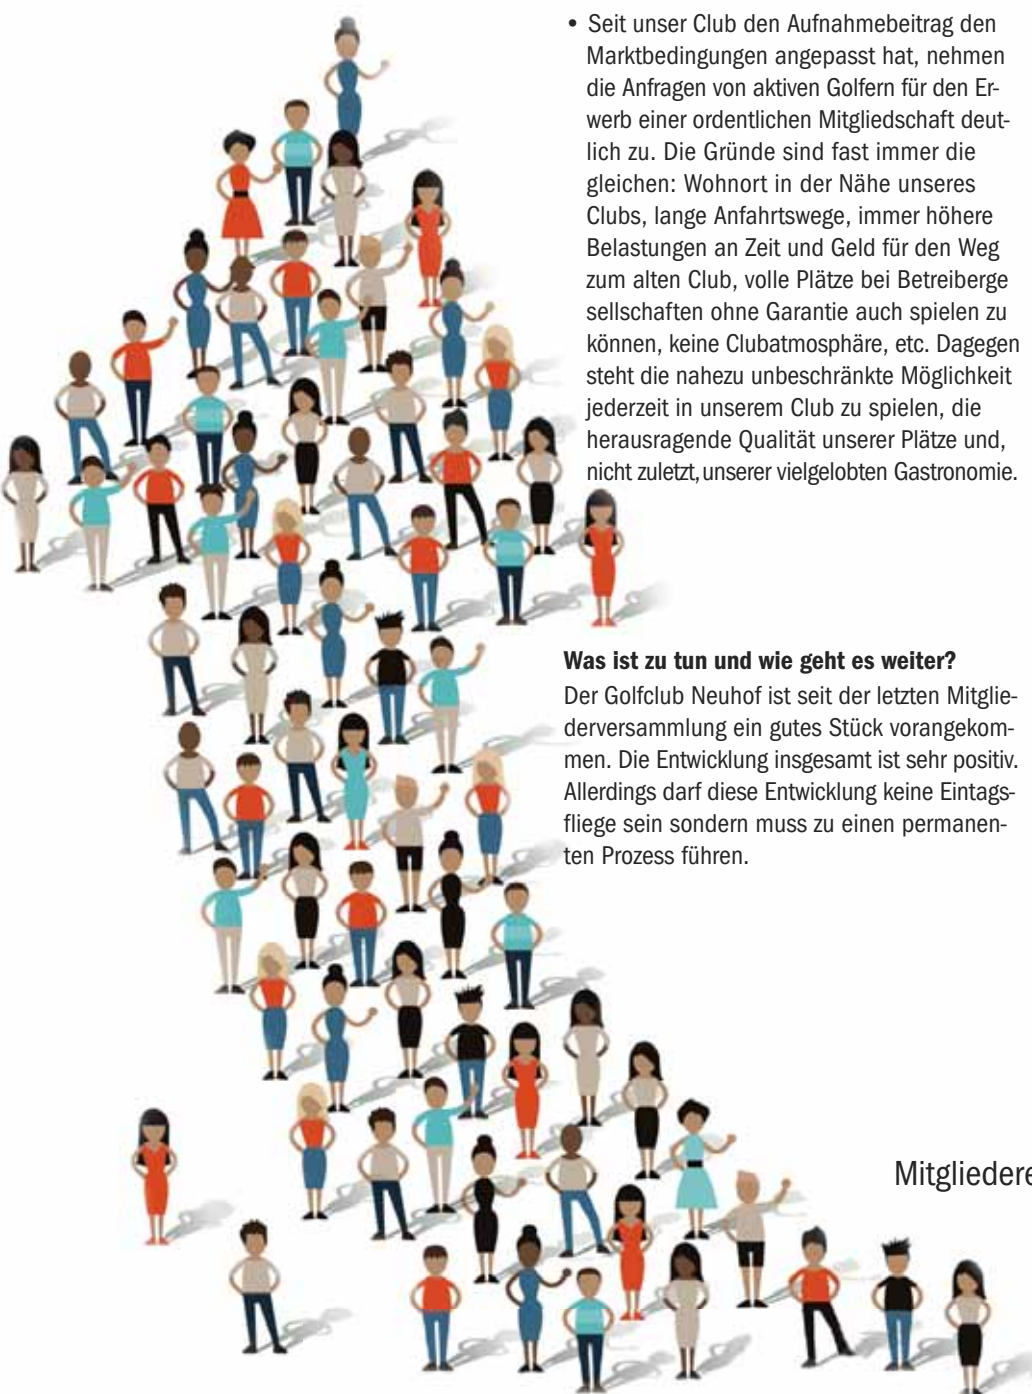 • Seit unser Club den Aufnahmebeitrag den
Marktbedingungen angepasst hat, nehmen
die Anfragen von aktiven Golfern für den Er-
werb einer ordentlichen Mitgliedschaft deut-
lich zu. Die Gründe sind fast immer die
gleichen: Wohnort in der Nähe unseres
Clubs, lange Anfahrtswege, immer höhere
Belastungen an Zeit und Geld für den Weg
zum alten Club, volle Plätze bei Betreiberge
sellschaften ohne Garantie auch spielen zu
können, keine Clubatmosphäre, etc. Dagegen
steht die nahezu unbeschränkte Möglichkeit
jederzeit in unserem Club zu spielen, die
herausragende Qualität unserer Plätze und,
nicht zuletzt, unserer vielgelobten Gastronomie.
Was ist zu tun und wie geht es weiter?
Der Golfclub Neuhof ist seit der letzten Mitglie-
derversammlung ein gutes Stück vorangekom-
men. Die Entwicklung insgesamt ist sehr positiv.
Allerdings darf diese Entwicklung keine Eintags-
fliege sein sondern muss zu einen permanen-
ten Prozess führen.
Mitgliedere